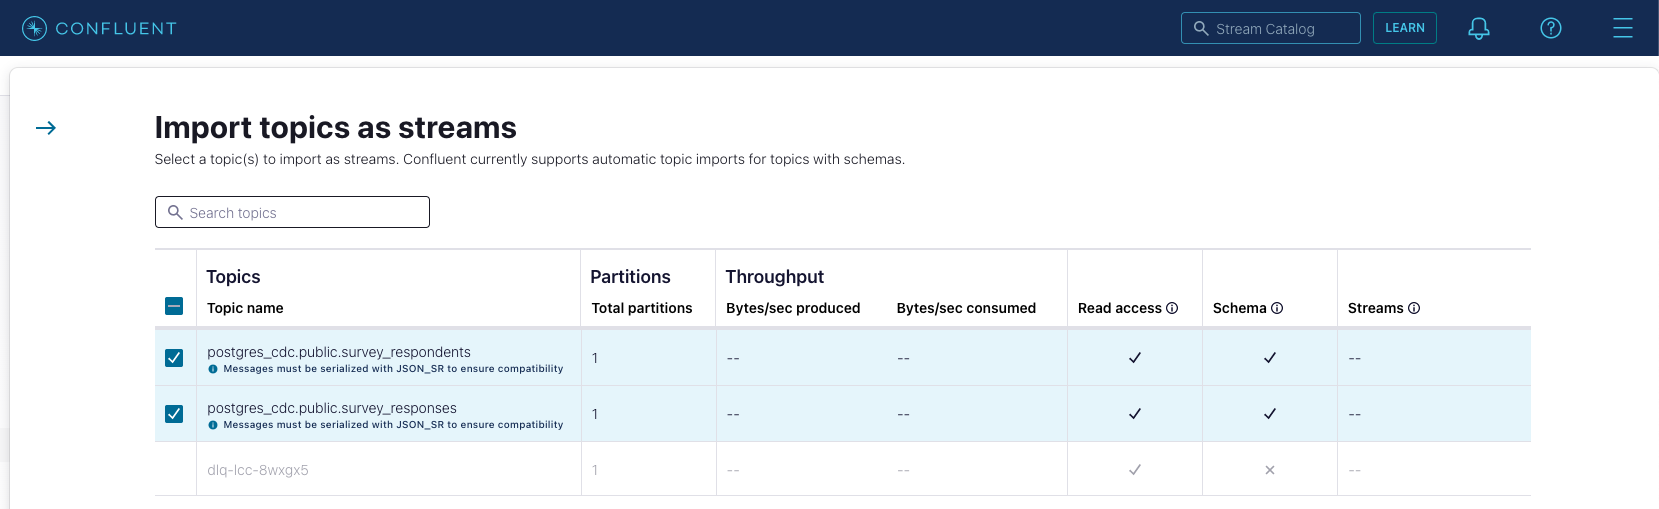 CONFLUENT
Stream Catalog
LEARN
Import topics as streams
Select a topic(s) to import as streams. Confluent currently supports automatic topic imports for topics with schemas.
Search topics
Topics Partitions Throughput
Topic name Total partitions Bytes/sec produced Bytes/sec consumed Read access Schema Streams
postgres_cdc.public.survey_respondents 1 -- -- --
Messages must be serialized with JSON_SR to ensure compatibility
postgres_cdc.public.survey_responses 1 -- -- --
Messages must be serialized with JSON_SR to ensure compatibility
dlq-lcc-8wxgx5 1 -- -- --